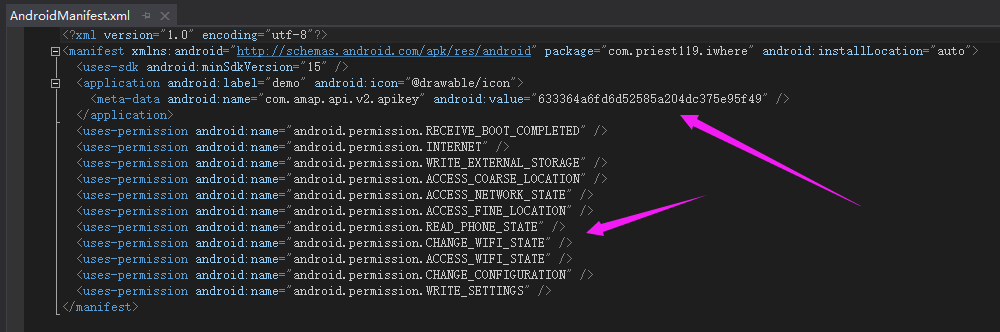 AndroidManifest.xml
<?xml version="1.0" encoding="utf-8"?>
<manifest xmlns:android="http://schemas.android.com/apk/res/android" package="com.priest119.iwhere" android:installLocation="auto">
<uses-sdk android:minSdkVersion="15" />
<application android:label="demo" android:icon="@drawable/icon">
<meta-data android:name="com.amap.api.v2.apikey" android:value="633364a6fd6d52585a204dc375e95f49" />
</application>
<uses-permission android:name="android.permission.RECEIVE_BOOT_COMPLETED" />
<uses-permission android:name="android.permission.INTERNET" />
<uses-permission android:name="android.permission.WRITE_EXTERNAL_STORAGE" />
<uses-permission android:name="android.permission.ACCESS_COARSE_LOCATION" />
<uses-permission android:name="android.permission.ACCESS_NETWORK_STATE" />
<uses-permission android:name="android.permission.ACCESS_FINE_LOCATION" />
<uses-permission android:name="android.permission.READ_PHONE_STATE" />
<uses-permission android:name="android.permission.CHANGE_WIFI_STATE" />
<uses-permission android:name="android.permission.ACCESS_WIFI_STATE" />
<uses-permission android:name="android.permission.CHANGE_CONFIGURATION" />
<uses-permission android:name="android.permission.WRITE_SETTINGS" />
</manifest>